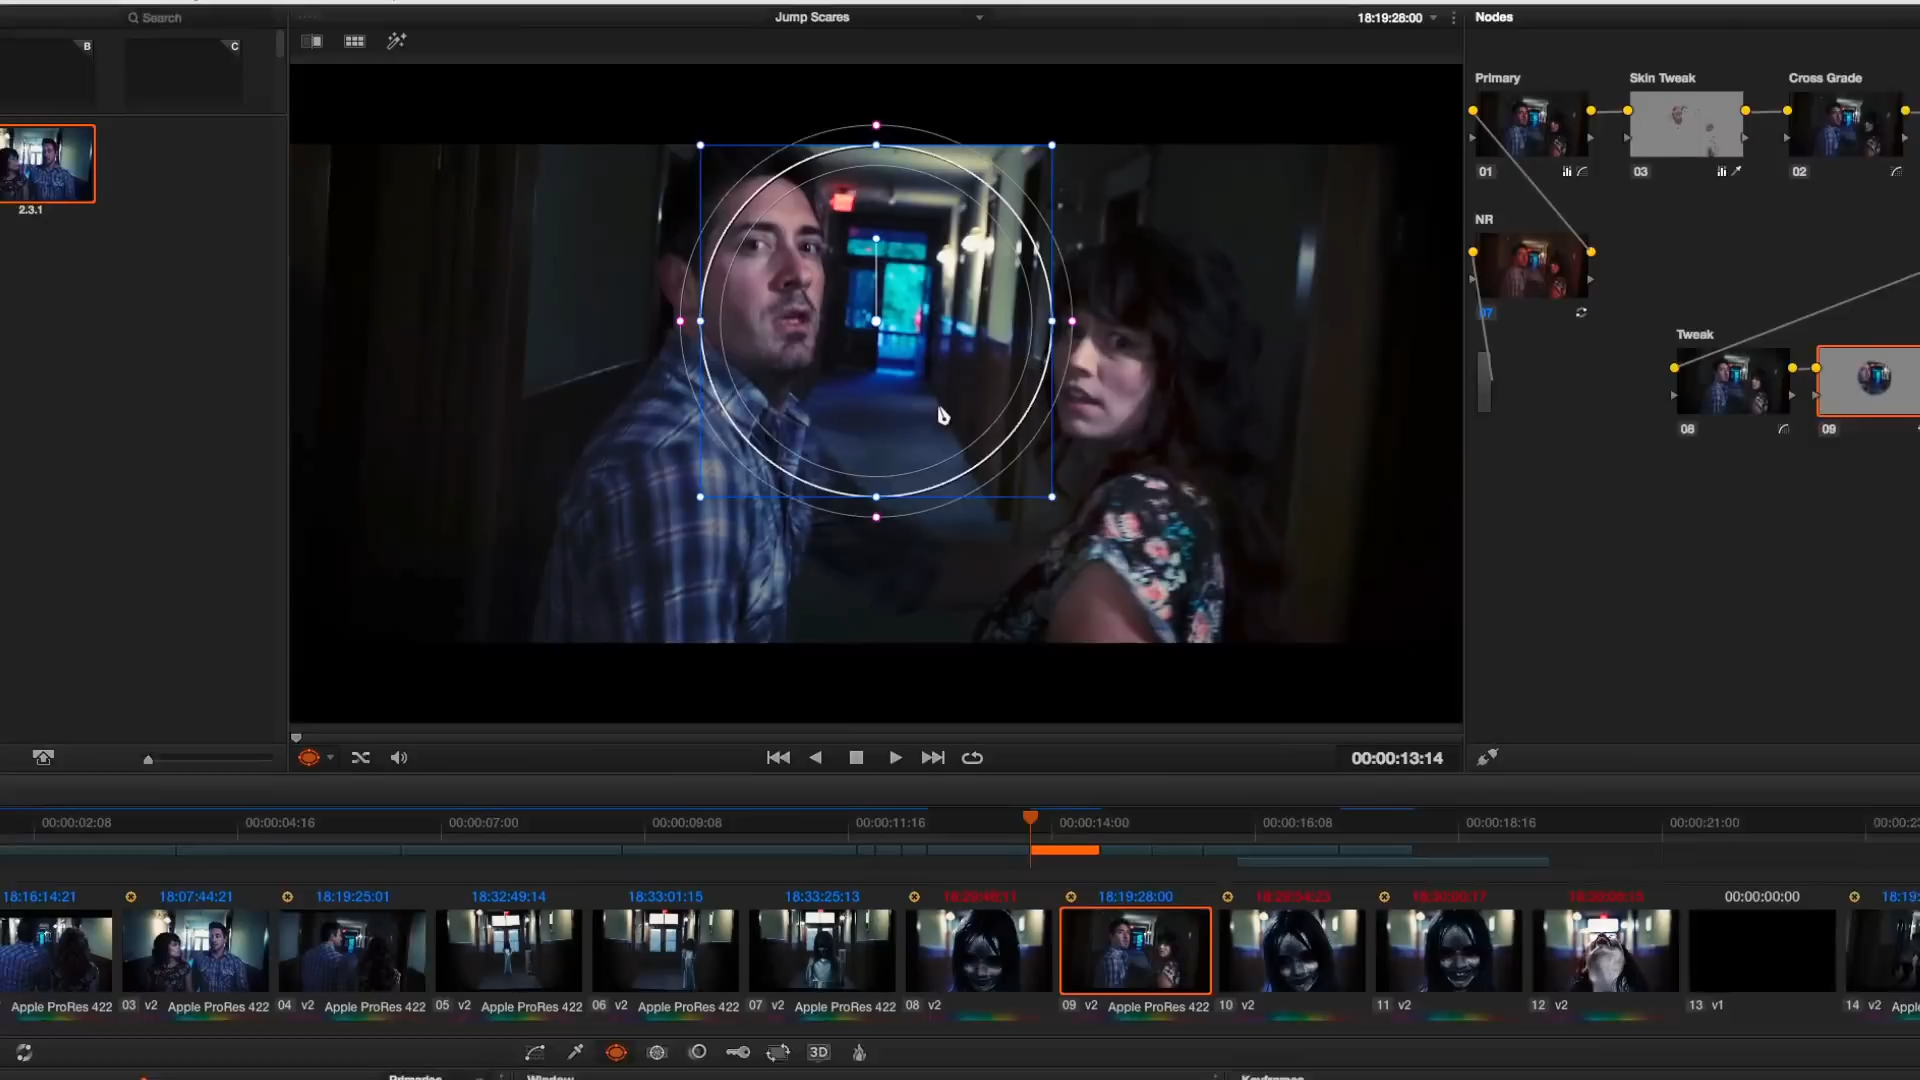 Search
Jump Scares
18:19:28:00
Nodes
B
C
2.3.1
Primary
Skin Tweak
Cross Grade
01
03
02
NR
07
Tweak
08
09
00:00:13:14
00:00:02:08
00:00:04:16
00:00:07:00
00:00:09:08
00:00:11:16
00:00:14:00
00:00:16:08
00:00:18:16
00:00:21:00
18:16:14:21
18:07:44:21
18:19:25:01
18:32:49:14
18:33:01:15
18:33:25:13
18:19:28:00
00:00:00:00
Apple ProRes 422
03 v2 Apple ProRes 422
04 v2 Apple ProRes 422
05 v2 Apple ProRes 422
06 v2 Apple ProRes 422
07 v2 Apple ProRes 422
08 v2
09 v2 Apple ProRes 422
10 v2
11 v2
12 v2
13 v1
14 v2
3D
Primaries
Window
Keyframes